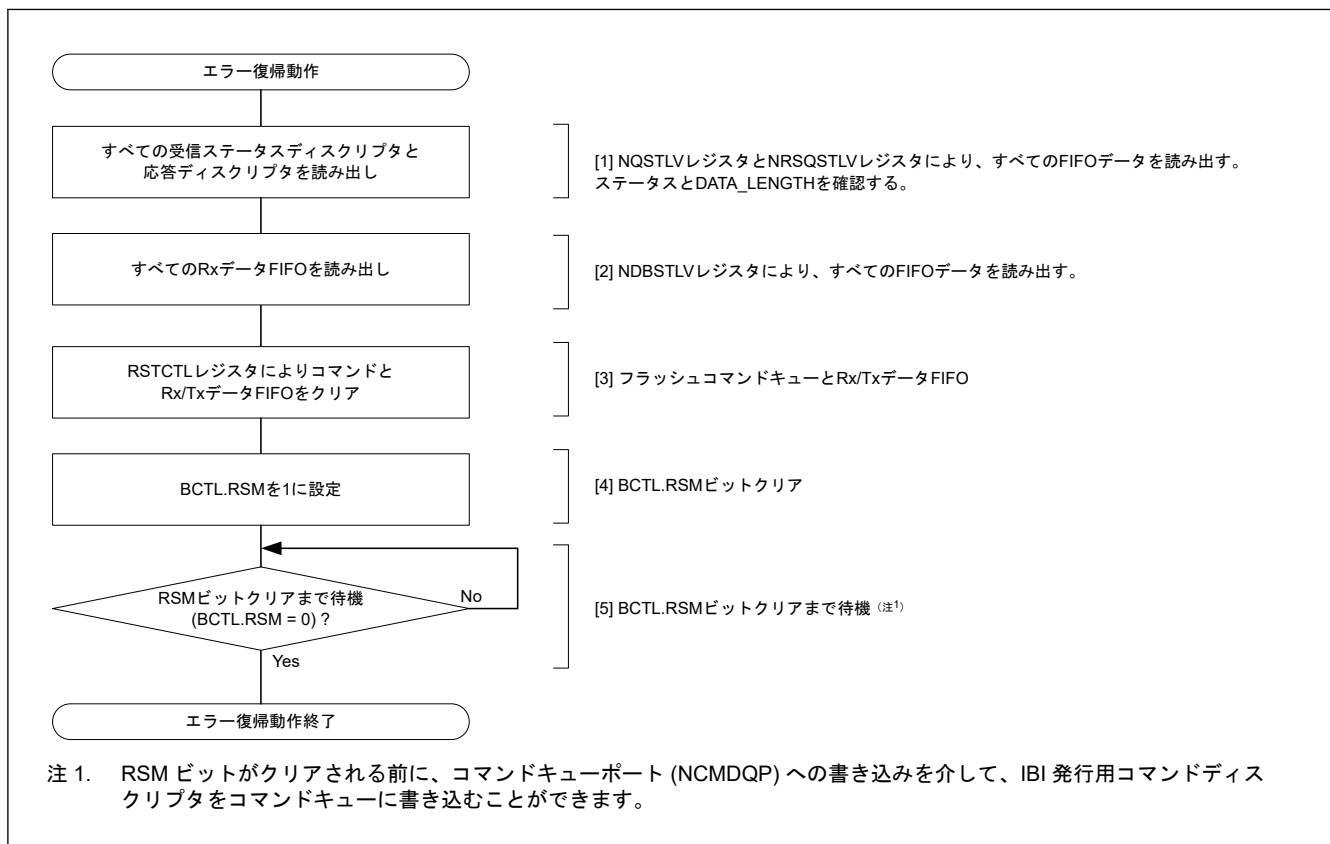 エラー復帰動作
すべての受信ステータスディスクリプタと
応答ディスクリプタを読み出し
[1] NQSTLVレジスタとNRSQSTLVレジスタにより、すべてのFIFOデータを読み出す。
ステータスとDATA_LENGTHを確認する。
すべてのRxデータFIFOを読み出し
[2] NDBSTLVレジスタにより、すべてのFIFOデータを読み出す。
RSTCTLレジスタによりコマンドと
Rx/TxデータFIFOをクリア
[3] フラッシュコマンドキューとRx/TxデータFIFO
BCTL.RSMを1に設定
[4] BCTL.RSMビットクリア
RSMビットクリアまで待機
(BCTL.RSM = 0) ?
No
[5] BCTL.RSMビットクリアまで待機 (注1)
Yes
エラー復帰動作終了
注 1. RSM ビットがクリアされる前に、コマンドキューポート (NCMDQP) への書き込みを介して、IBI 発行用コマンドディス
クリプタをコマンドキューに書き込むことができます。